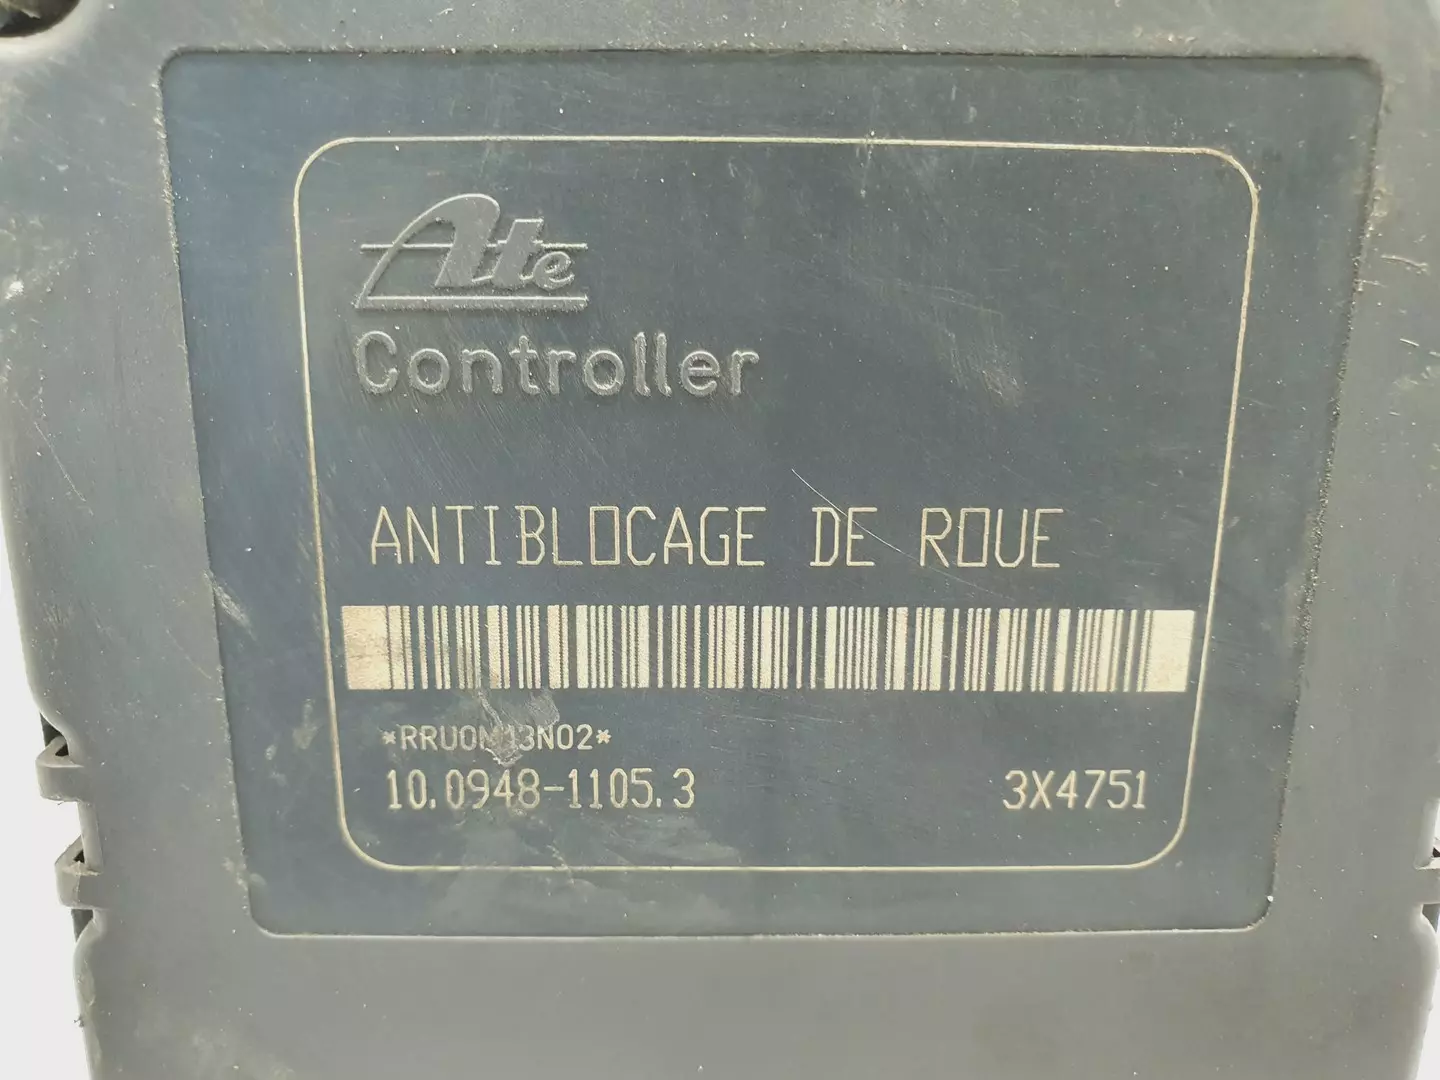 Ate
Controller
ANTIBLOCAGE DE ROUE
10.0948-1105.3 3X4751